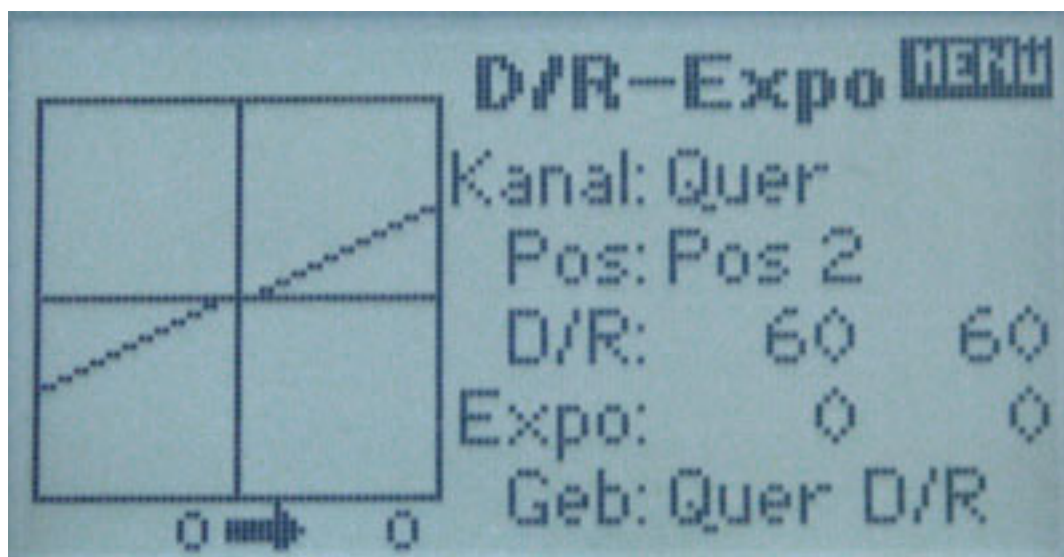 D/R-Expo MENU
Kanal: Quer
Pos: Pos 2
D/R: 60 60
Expo: 0 0
Geb: Quer D/R
0 0